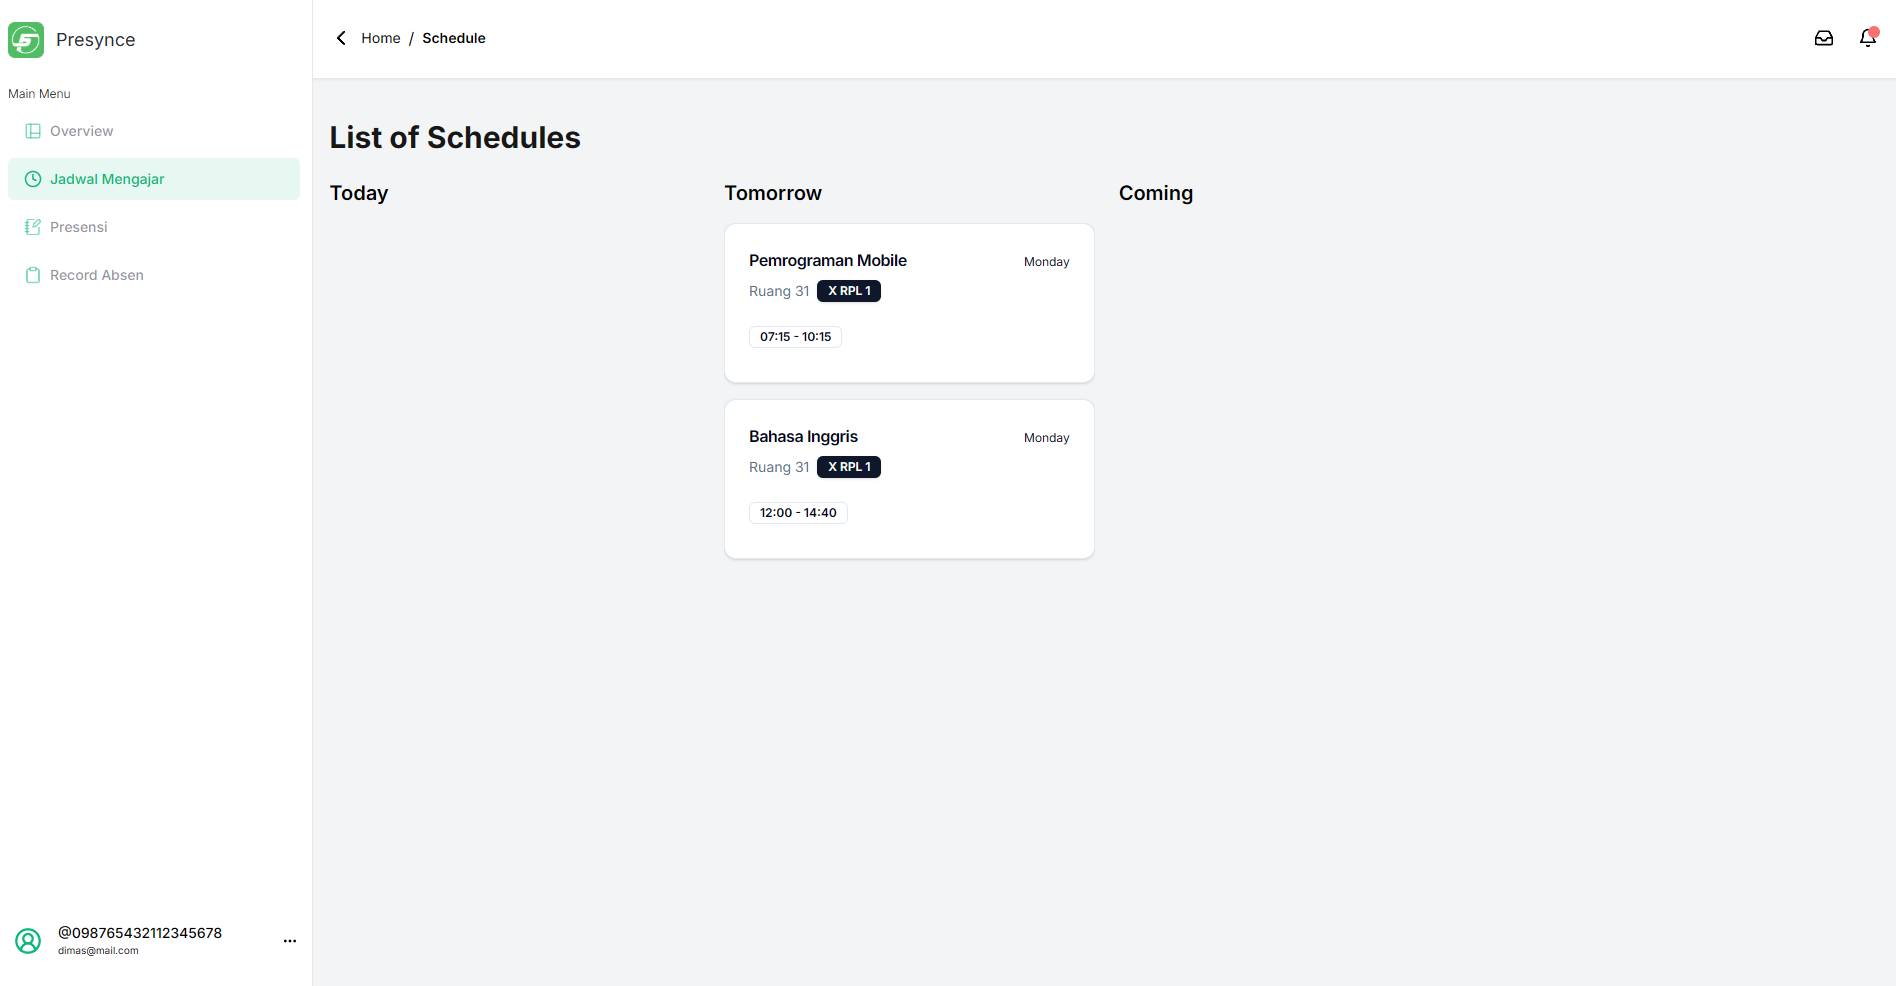 Presynce
Main Menu
Overview
Jadwal Mengajar
Presensi
Record Absen
@098765432112345678
dimas@mail.com
Home / Schedule
List of Schedules
Today
Tomorrow
Pemrograman Mobile
Monday
Ruang 31 X RPL 1
07:15 - 10:15
Bahasa Inggris
Monday
Ruang 31 X RPL 1
12:00 - 14:40
Coming